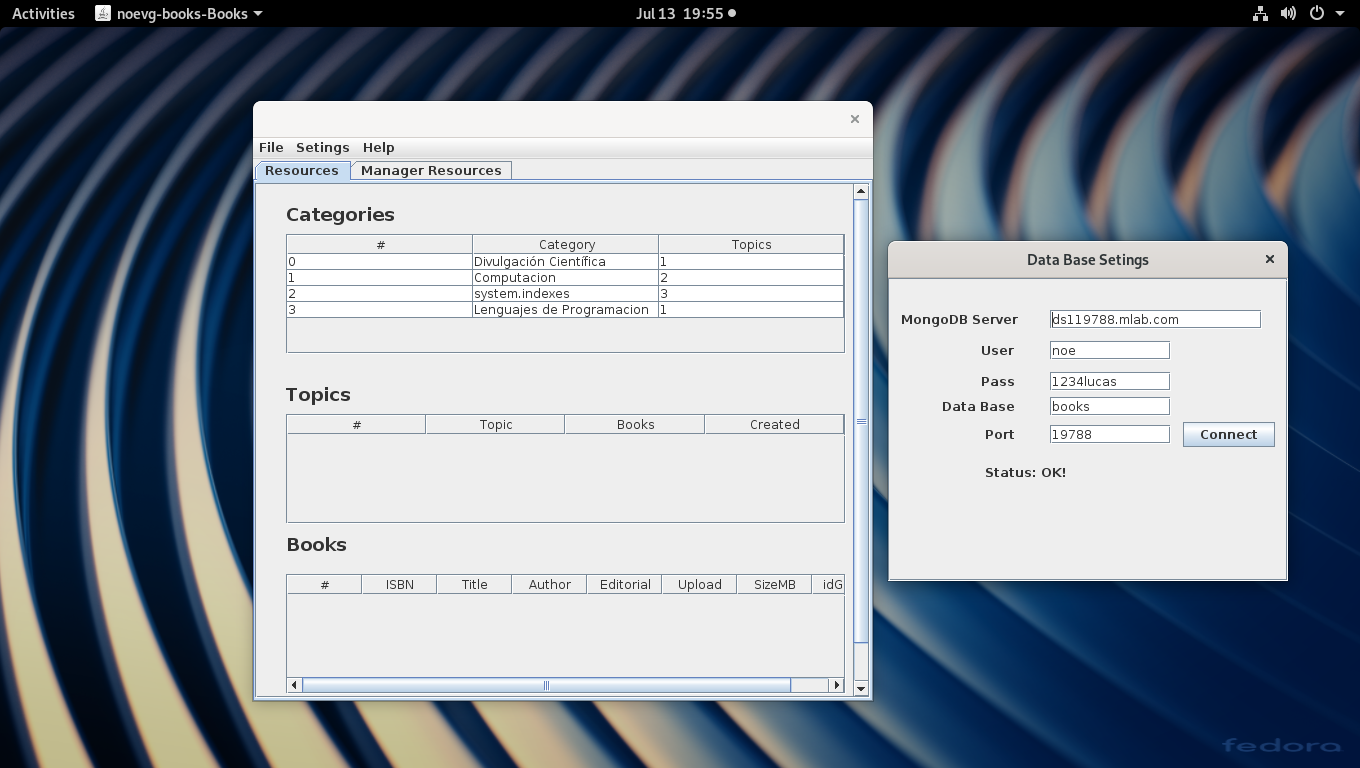 Activities noevg-books-Books Jul 13 19:55
File Setings Help
Resources Manager Resources
Categories
# Category Topics
0 Divulgación Científica 1
1 Computacion 2
2 system.indexes 3
3 Lenguajes de Programacion 1
Topics
# Topic Books Created
Books
# ISBN Title Author Editorial Upload SizeMB idG
Data Base Setings
MongoDB Server ds119788.mlab.com
User noe
Pass 1234lucas
Data Base books
Port 19788 Connect
Status: OK!
fedora